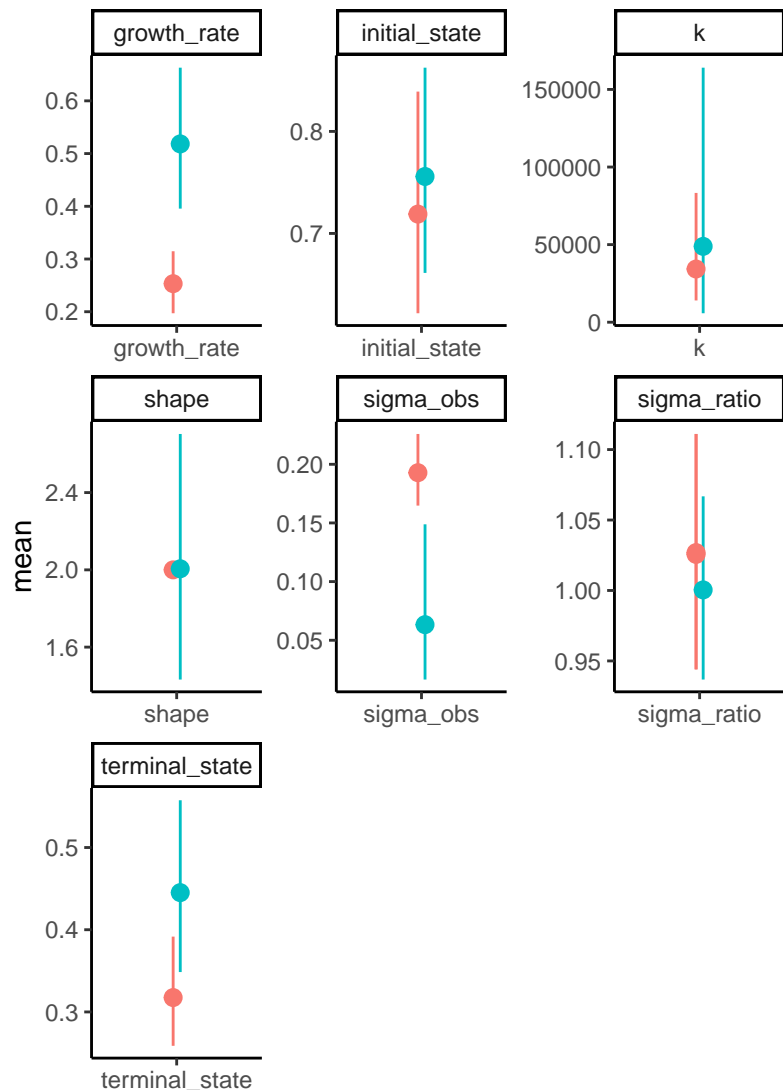 growth_rate
initial_state
k
0.6
0.5
0.4
0.3
0.2
0.8
0.7
150000
100000
50000
0
growth_rate
initial_state
k
shape
sigma_obs
sigma_ratio
mean
2.4
2.0
1.6
0.20
0.15
0.10
0.05
1.10
1.05
1.00
0.95
shape
sigma_obs
sigma_ratio
terminal_state
0.5
0.4
0.3
terminal_state